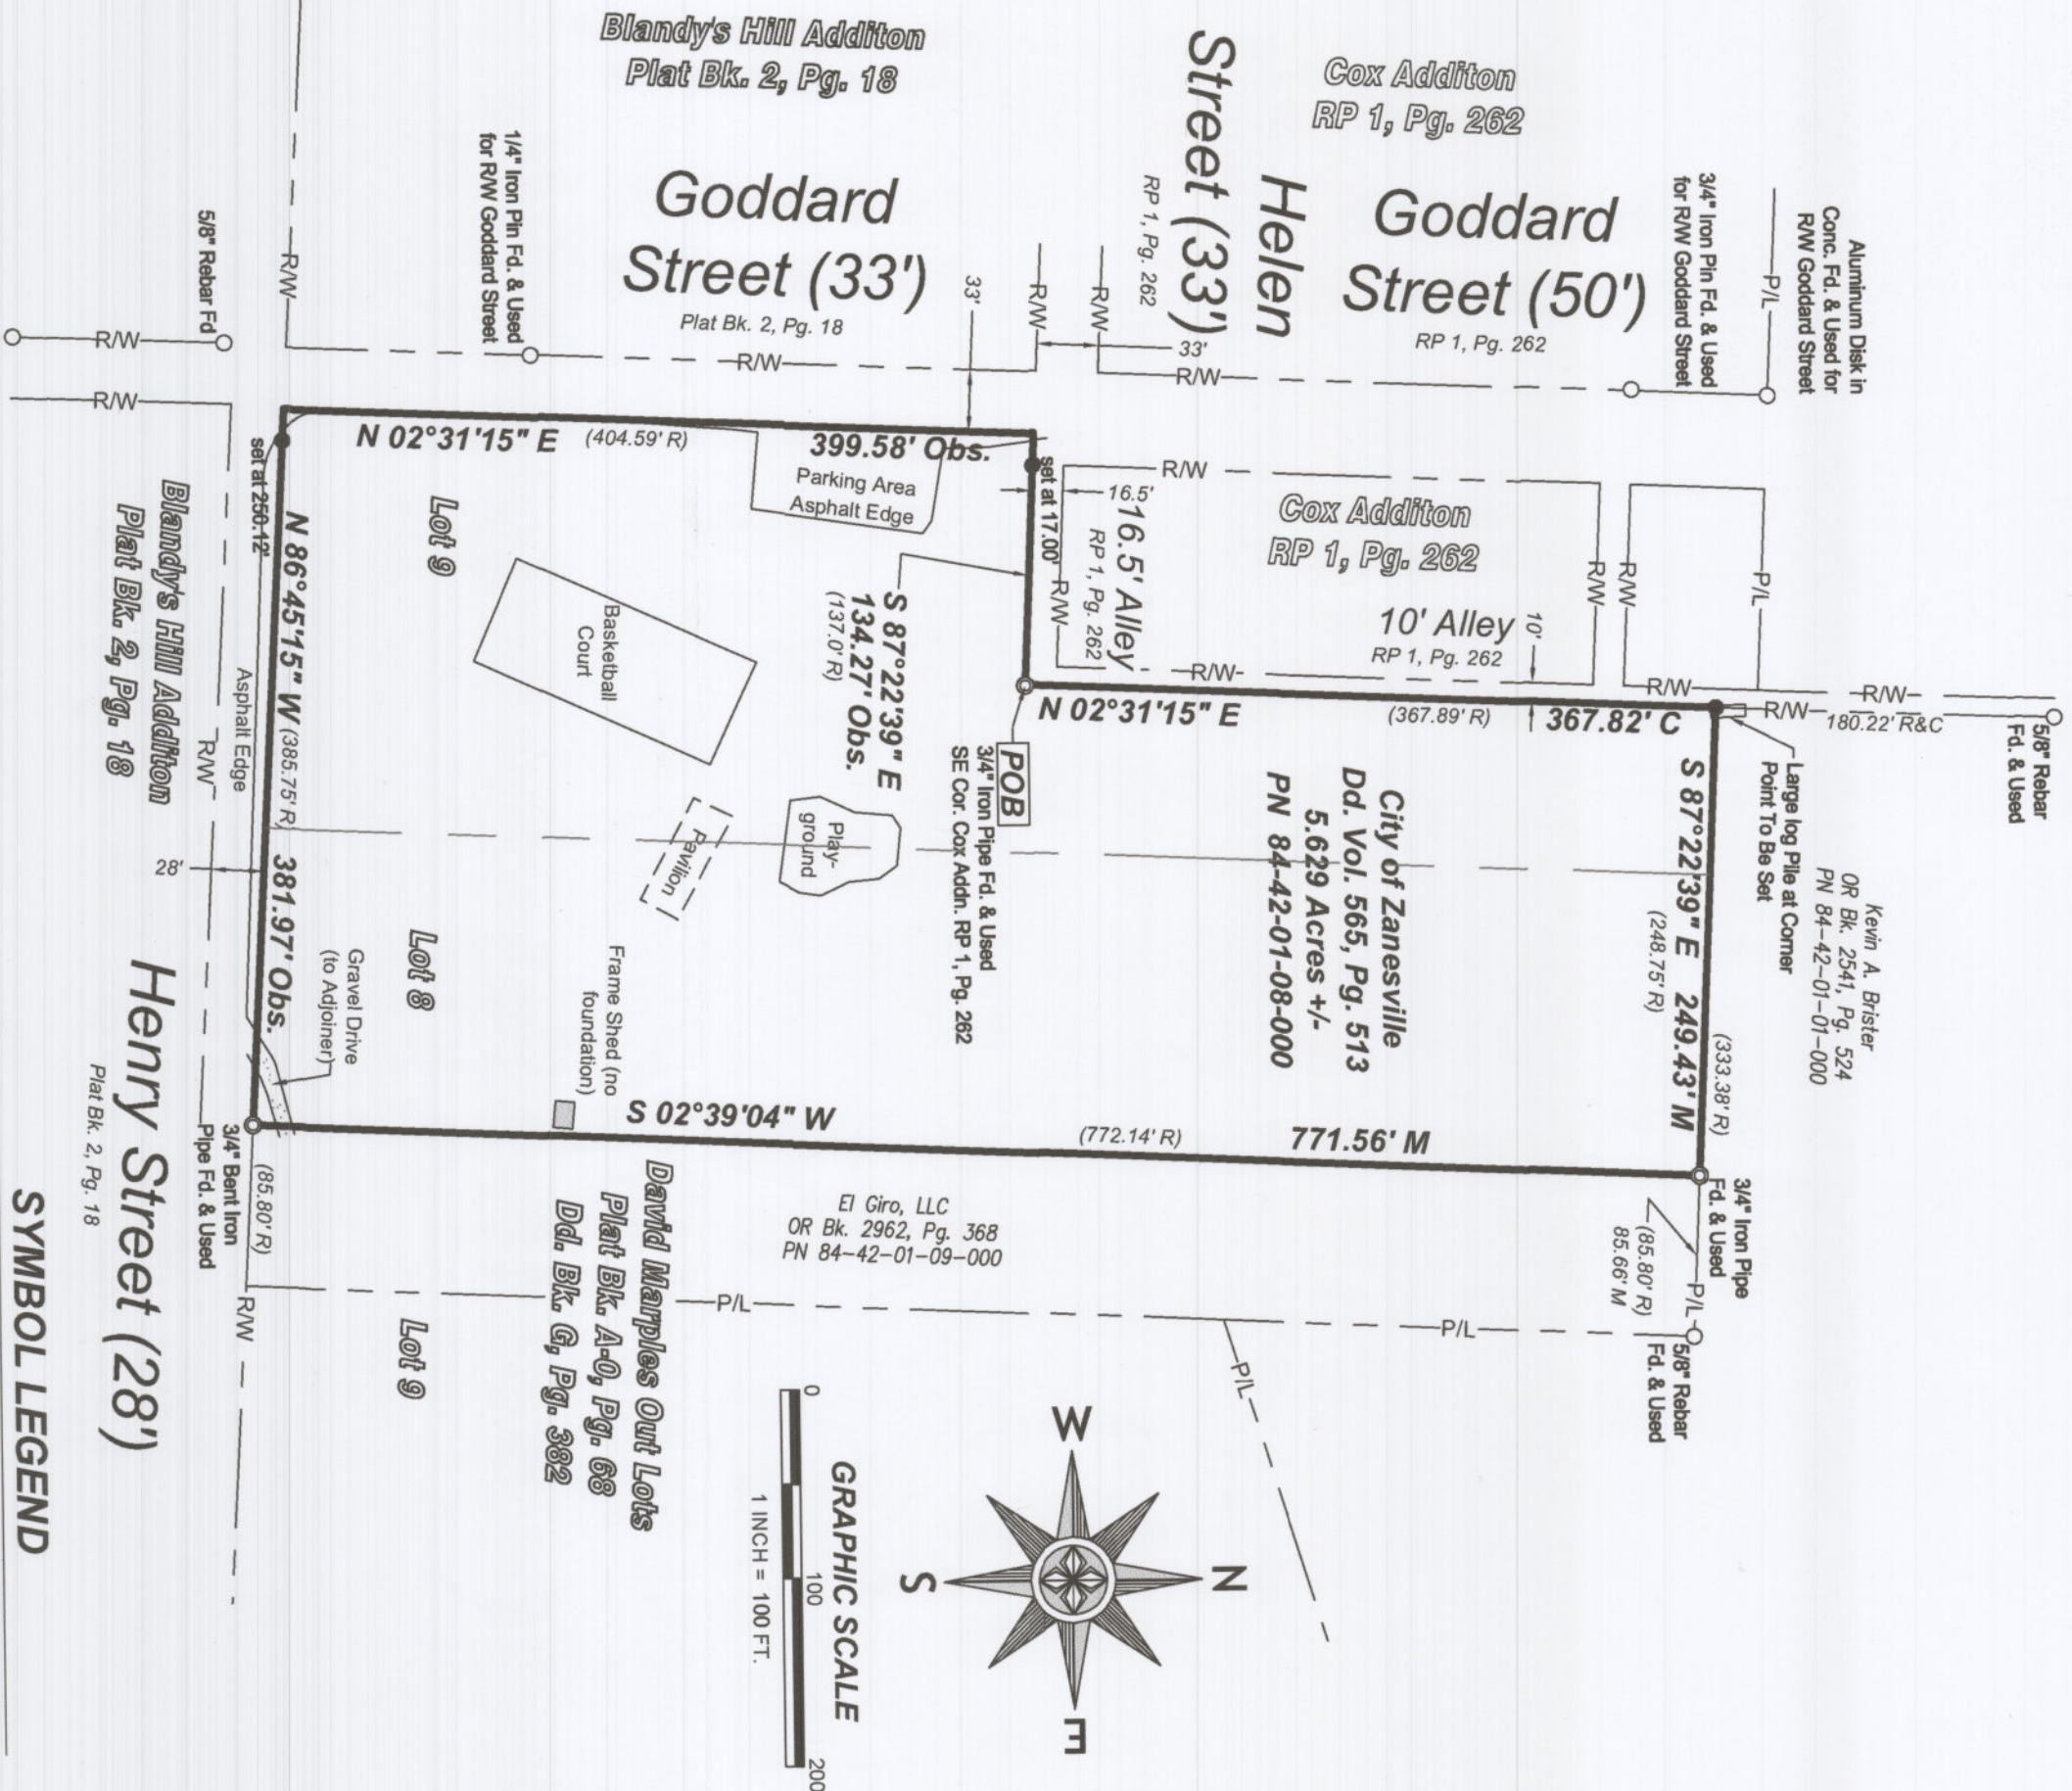 Blandy's Hill Additon
Plat Bk. 2, Pg. 18
Cox Additon
RP 1, Pg. 262
Helen
Street (33')
RP 1, Pg. 262
Goddard
Street (33')
Plat Bk. 2, Pg. 18
Goddard
Street (50')
RP 1, Pg. 262
Aluminum Disk in
Conc. Fd. & Used for
R/W Goddard Street
3/4" Iron Pin Fd. & Used
for R/W Goddard Street
P/L
1/4" Iron Pin Fd. & Used
for R/W Goddard Street
5/8" Rebar Fd
R/W
R/W
R/W
R/W
33'
R/W
R/W
33'
R/W
N 02°31'15" E
(404.59' R)
399.58' Obs.
Parking Area
Asphalt Edge
set at 17.00'
R/W
16.5'
16.5' Alley
RP 1, Pg. 262
R/W
Cox Additon
RP 1, Pg. 262
10' Alley
RP 1, Pg. 262
10'
R/W
R/W
R/W
P/L
R/W
R/W
R/W
180.22' R&C
5/8" Rebar
Fd. & Used
set at 250.12'
N 86°45'15" W
(385.75' R)
381.97' Obs.
Lot 9
Basketball
Court
S 87°22'39" E
134.27' Obs.
(137.0' R)
N 02°31'15" E
(367.89' R)
367.82' C
POB
3/4" Iron Pipe Fd. & Used
SE Cor. Cox Addn. RP 1, Pg. 262
Large log Pile at Corner
Point To Be Set
Kevin A. Brister
OR Bk. 2541, Pg. 524
PN 84-42-01-01-000
S 87°22'39" E
249.43' M
(248.75' R)
(333.38' R)
City of Zanesville
Dd. Vol. 565, Pg. 513
5.629 Acres +/-
PN 84-42-01-08-000
Play-
ground
Pavilion
Blandy's Hill Additon
Plat Bk. 2, Pg. 18
Asphalt Edge
R/W
28'
Lot 8
Gravel Drive
(to Adjoiner)
Frame Shed (no
foundation)
S 02°39'04" W
(772.14' R)
771.56' M
Henry Street (28')
Plat Bk. 2, Pg. 18
3/4" Bent Iron
Pipe Fd. & Used
(85.80' R)
R/W
3/4" Iron Pipe
Fd. & Used
(85.80' R)
85.66' M
P/L
5/8" Rebar
Fd. & Used
El Giro, LLC
OR Bk. 2962, Pg. 368
PN 84-42-01-09-000
David Marples Out Lots
Plat Bk. A-0, Pg. 68
Dd. Bk. G, Pg. 382
P/L
P/L
P/L
Lot 9
W
N
S
E
GRAPHIC SCALE
0
100
200
1 INCH = 100 FT.
SYMBOL LEGEND